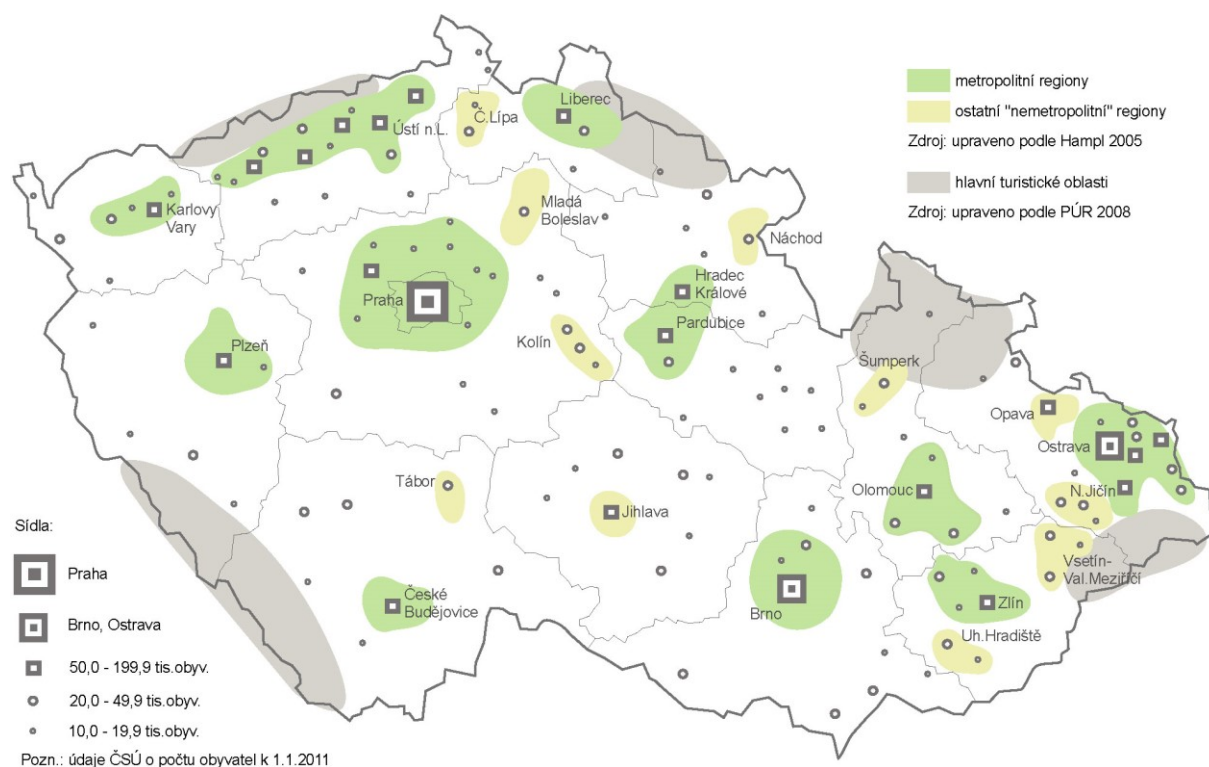 metropolitní regiony
ostatní "nemetropolitní" regiony
Zdroj: upraveno podle Hampl 2005
hlavní turistické oblasti
Zdroj: upraveno podle PÚR 2008
Liberec
Č.Lípa
Ústí n.L.
Karlovy
Vary
Mladá
Boleslav
Náchod
Hradec
Králové
Praha
Pardubice
Kolín
Plzeň
Šumperk
Opava
Ostrava
Tábor
Olomouc
N.Jičín
Jihlava
Vsetín-
Val.Meziříčí
České
Budějovice
Brno
Zlín
Uh.Hradiště
Sídla:
Praha
Brno, Ostrava
50,0 - 199,9 tis.obyv.
20,0 - 49,9 tis.obyv.
10,0 - 19,9 tis.obyv.
Pozn.: údaje ČSÚ o počtu obyvatel k 1.1.2011